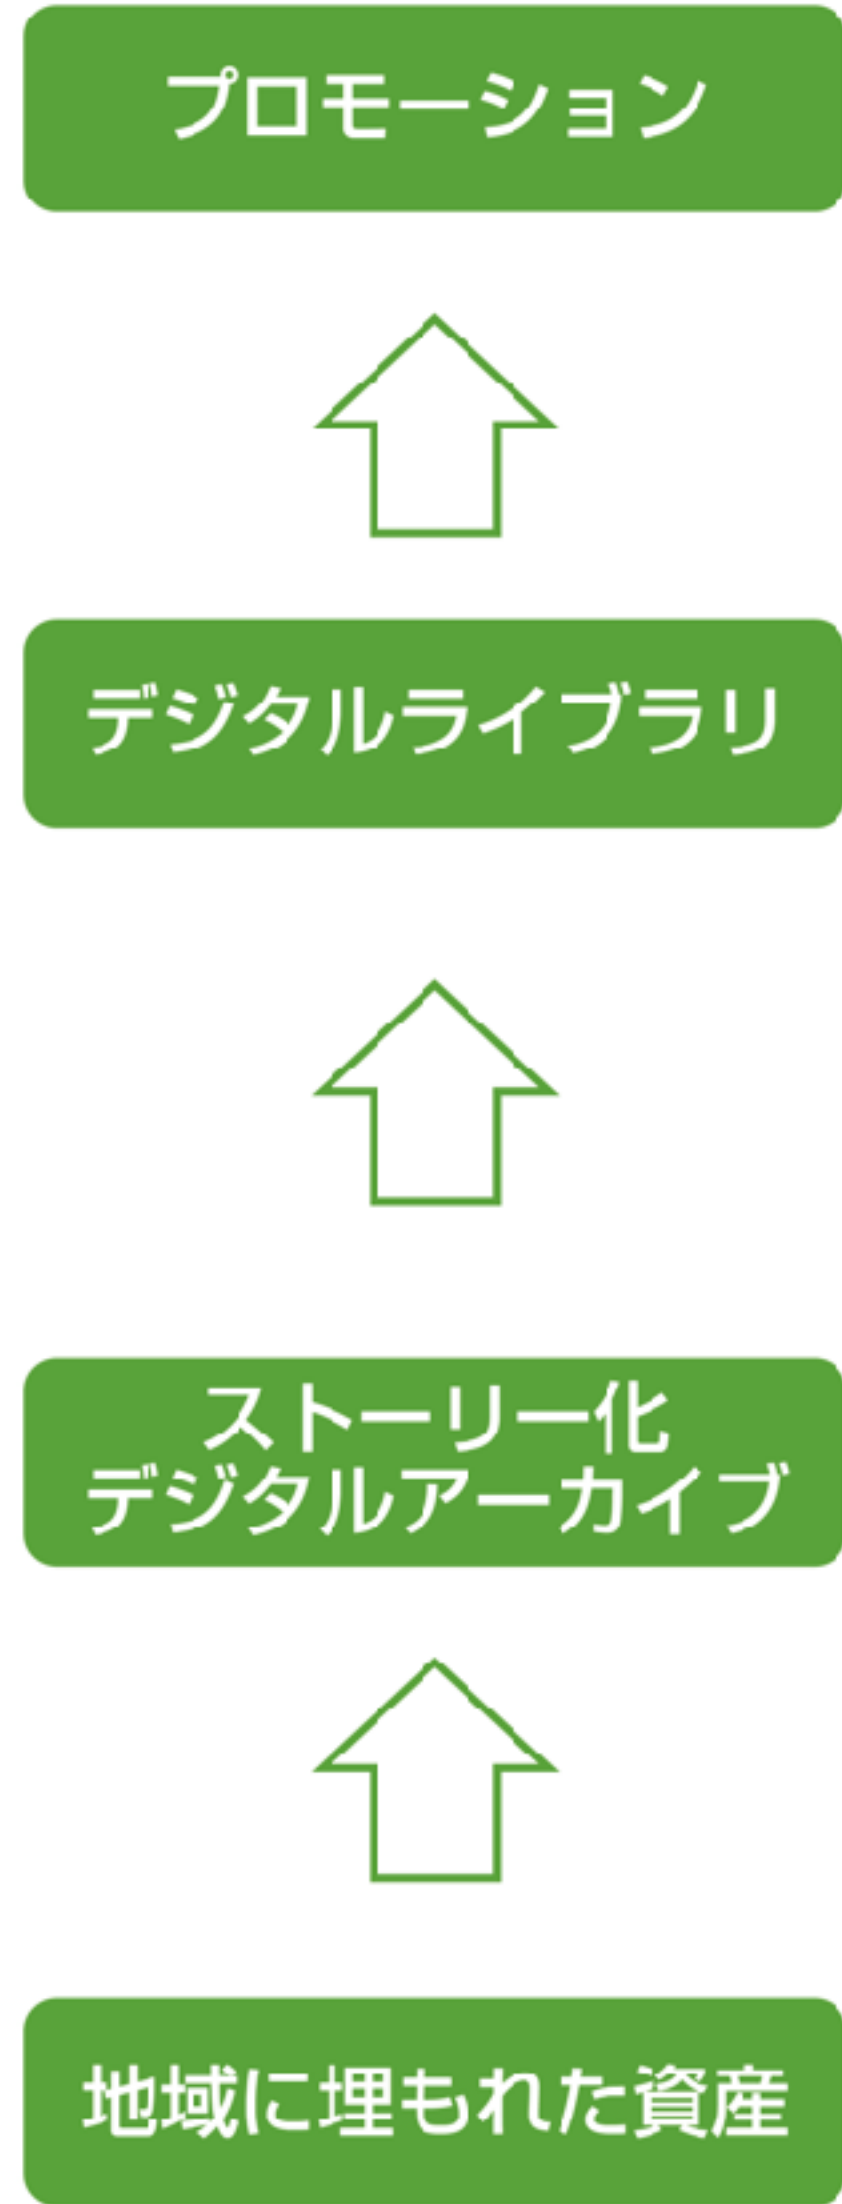 プロモーション
デジタルライブラリ
ストーリー化
デジタルアーカイブ
地域に埋もれた資産